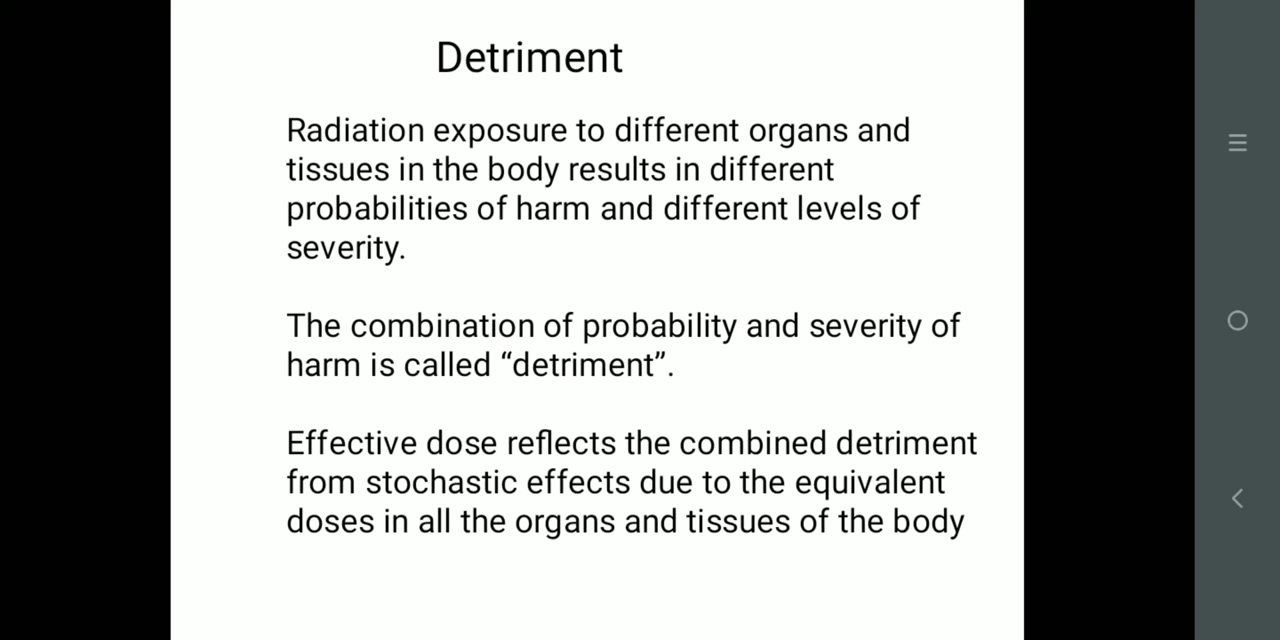 Detriment
Radiation exposure to different organs and
tissues in the body results in different
probabilities of harm and different levels of
severity.
The combination of probability and severity of
harm is called “detriment”.
Effective dose reflects the combined detriment
from stochastic effects due to the equivalent
doses in all the organs and tissues of the body